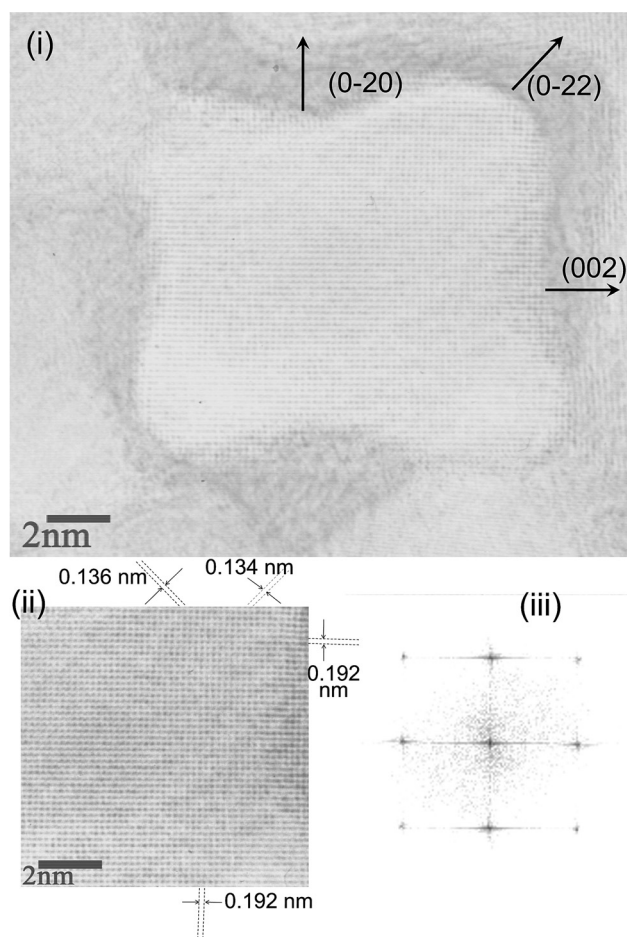 (i)
(0-20)
(0-22)
(002)
2nm
0.136 nm
0.134 nm
(ii)
(iii)
0.192
nm
2nm
0.192 nm